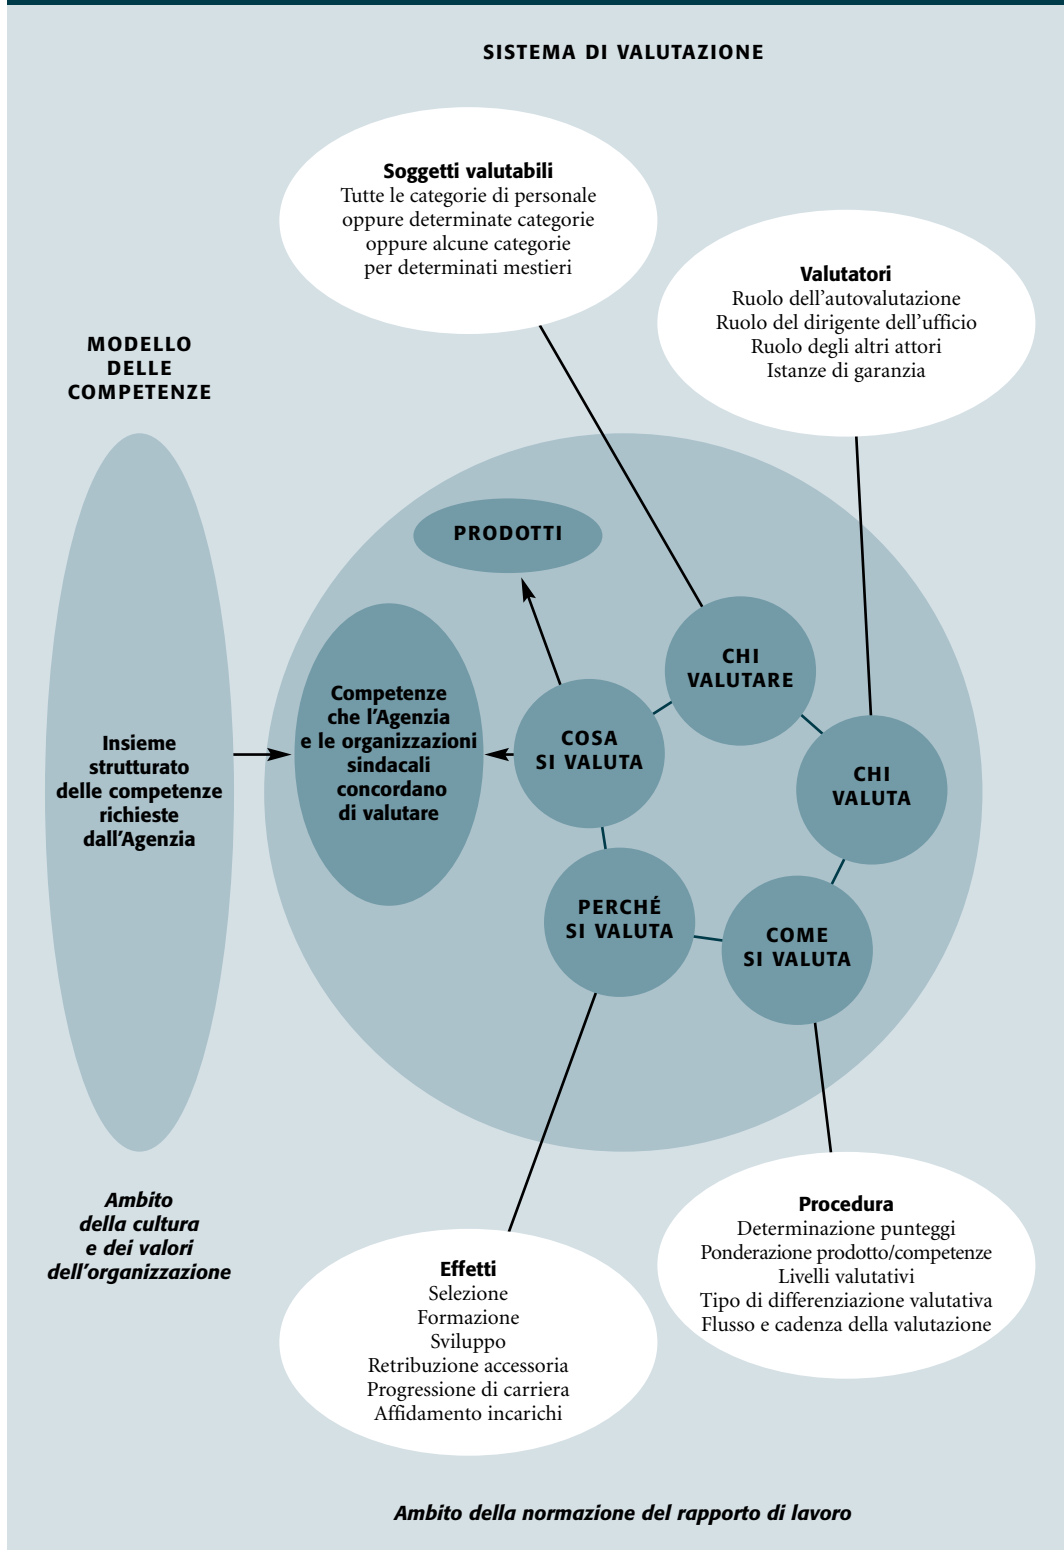 SISTEMA DI VALUTAZIONE
Soggetti valutabili
Tutte le categorie di personale
oppure determinate categorie
oppure alcune categorie
per determinati mestieri
Valutatori
Ruolo dell'autovalutazione
Ruolo del dirigente dell'ufficio
Ruolo degli altri attori
Istanze di garanzia
MODELLO
DELLE
COMPETENZE
PRODOTTI
CHI
VALUTARE
Competenze
che l'Agenzia
e le organizzazioni
sindacali
concordano
di valutare
COSA
SI VALUTA
Insieme
strutturato
delle competenze
richieste
dall'Agenzia
CHI
VALUTA
PERCHÉ
SI VALUTA
COME
SI VALUTA
Ambito
della cultura
e dei valori
dell'organizzazione
Effetti
Selezione
Formazione
Sviluppo
Retribuzione accessoria
Progressione di carriera
Affidamento incarichi
Procedura
Determinazione punteggi
Ponderazione prodotto/competenze
Livelli valutativi
Tipo di differenziazione valutativa
Flusso e cadenza della valutazione
Ambito della normazione del rapporto di lavoro